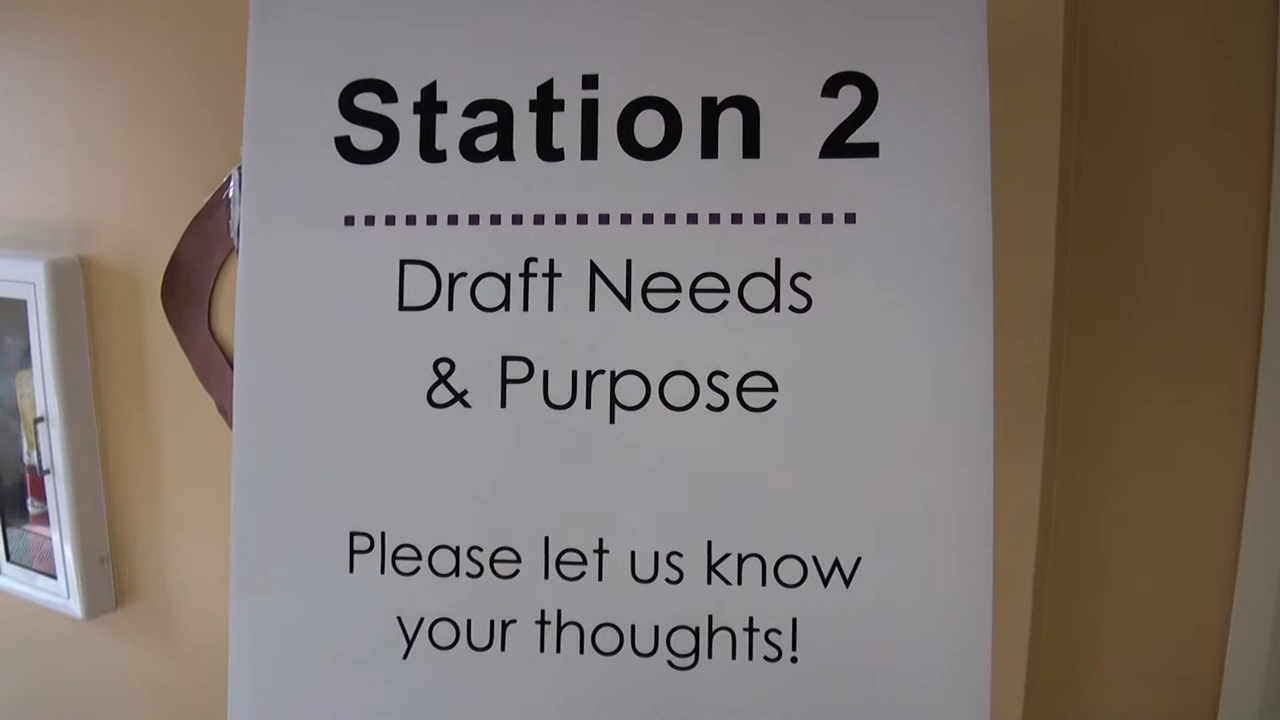 Station 2
Draft Needs
& Purpose
Please let us know
your thoughts!